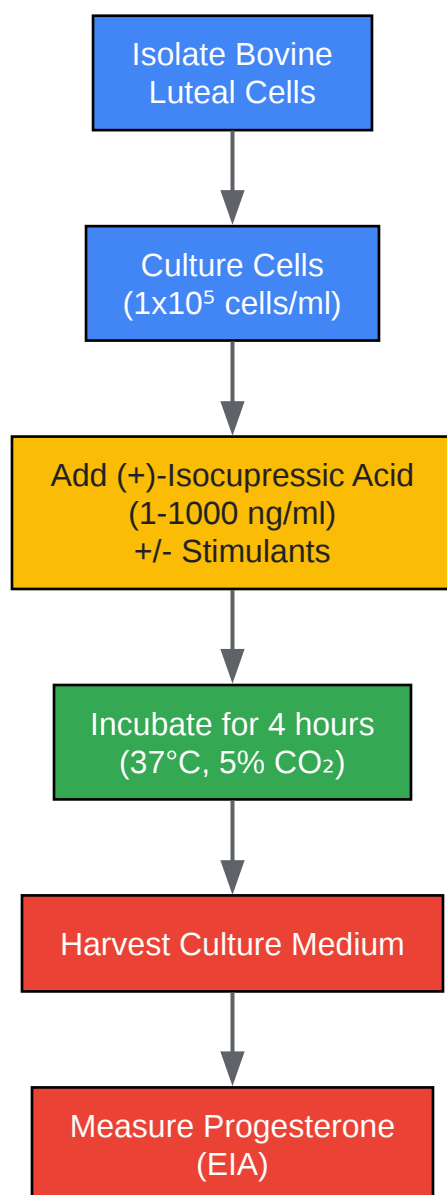 Isolate Bovine
Luteal Cells
Culture Cells
(1x10⁵ cells/ml)
Add (+)-Isocupressic Acid
(1-1000 ng/ml)
+/- Stimulants
Incubate for 4 hours
(37°C, 5% CO₂)
Harvest Culture Medium
Measure Progesterone
(EIA)